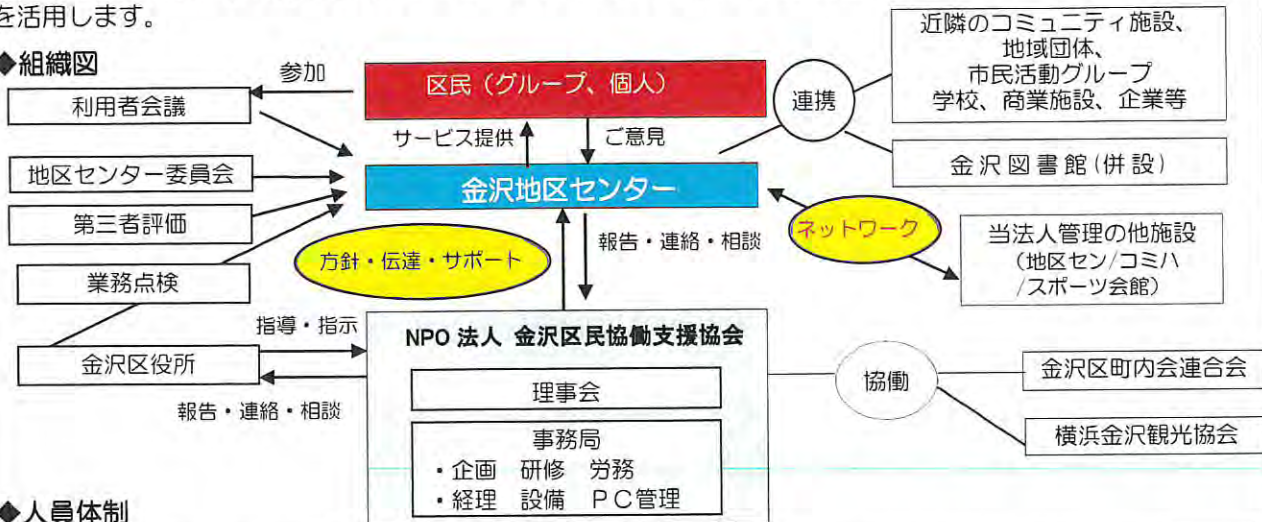 を活用します。
◆組織図
参加
区民（グループ、個人）
利用者会議
連携
近隣のコミュニティ施設、
地域団体、
市民活動グループ
学校、商業施設、企業等
サービス提供
ご意見
金沢図書館(併設)
地区センター委員会
金沢地区センター
第三者評価
ネットワーク
報告・連絡・相談
方針・伝達・サポート
当法人管理の他施設
（地区セン/コミハ
/スポーツ会館）
業務点検
指導・指示
NPO 法人 金沢区民協働支援協会
金沢区役所
理事会
協働
金沢区町内会連合会
報告・連絡・相談
事務局
・企画 研修 労務
・経理 設備 ＰＣ管理
横浜金沢観光協会
◆人員体制